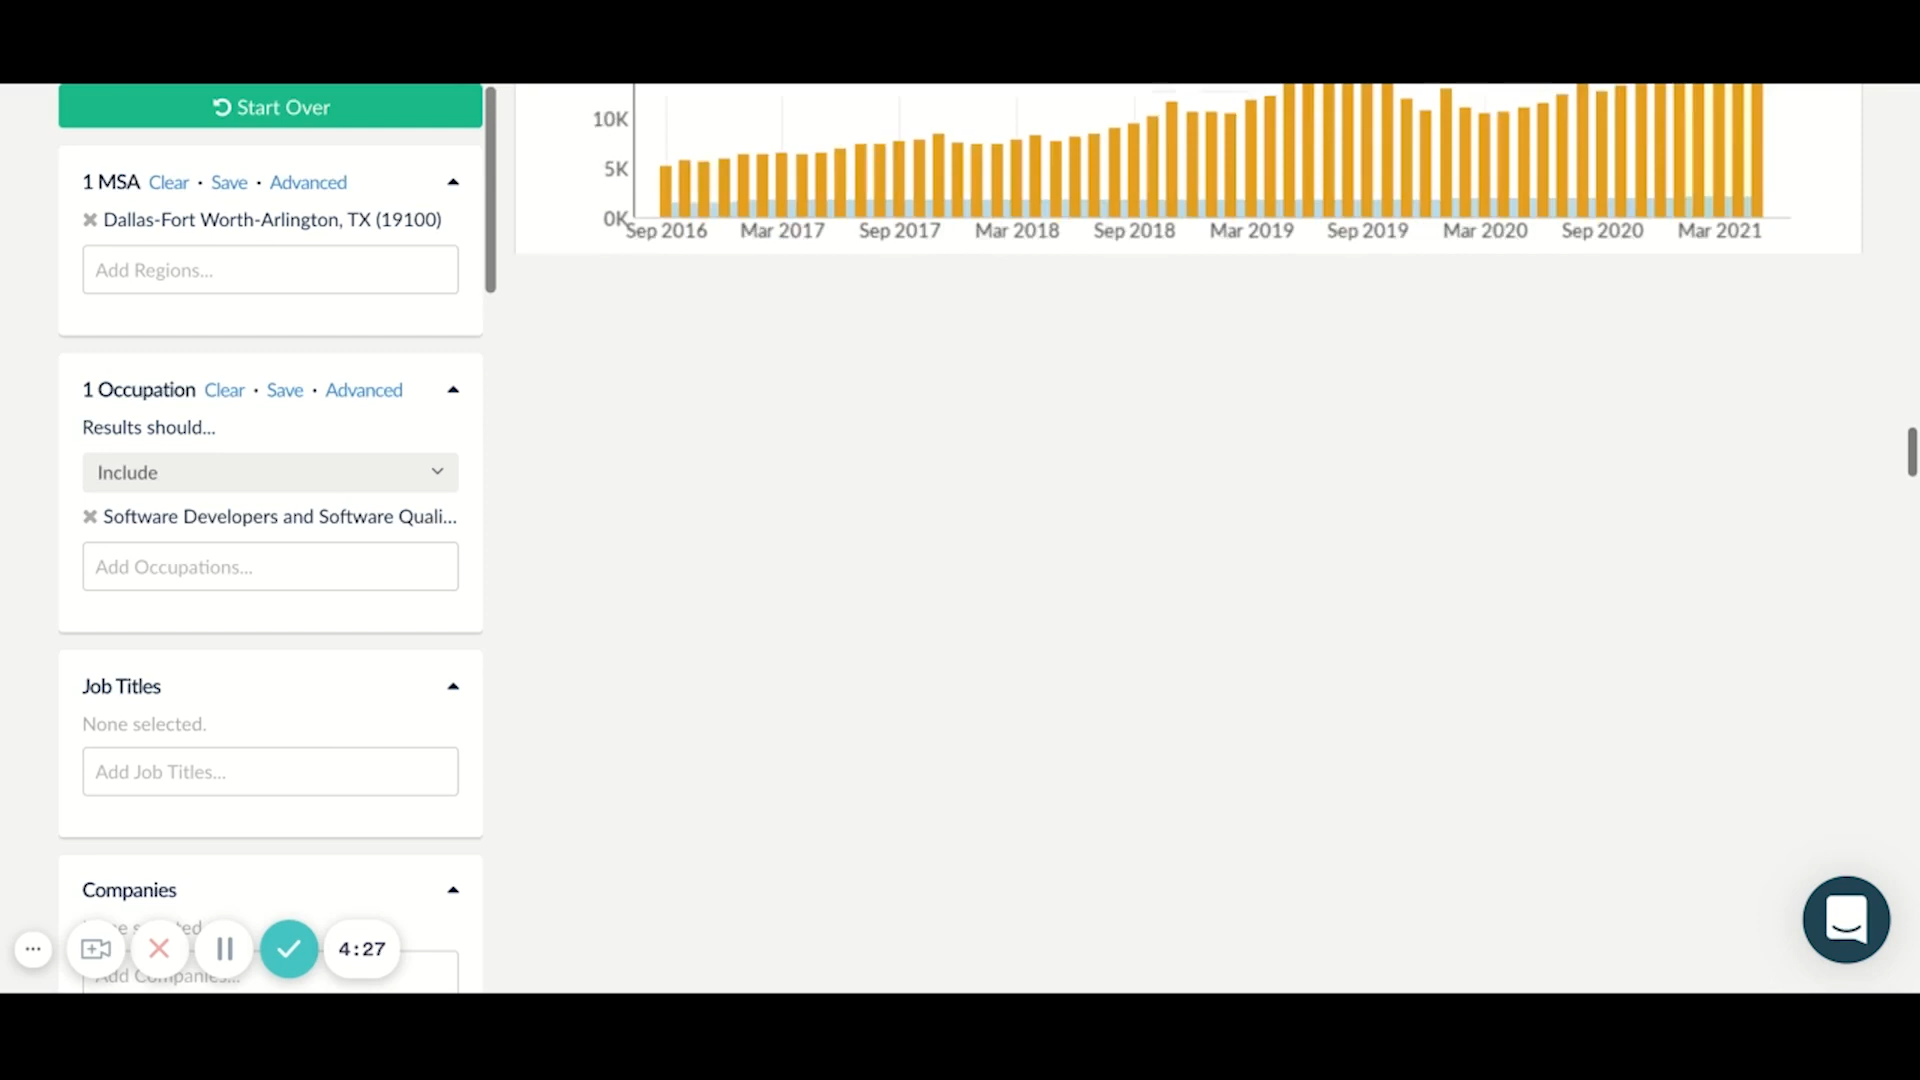 Start Over
1 MSA Clear · Save · Advanced
Dallas-Fort Worth-Arlington, TX (19100)
Add Regions...
1 Occupation Clear · Save · Advanced
Results should...
Include
Software Developers and Software Quali...
Add Occupations...
Job Titles
None selected.
Add Job Titles...
Companies
Add Companies...
4:27
10K
5K
0K
Sep 2016 Mar 2017 Sep 2017 Mar 2018 Sep 2018 Mar 2019 Sep 2019 Mar 2020 Sep 2020 Mar 2021